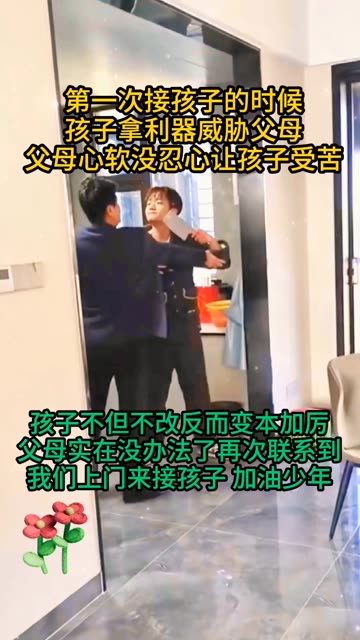 第一次接孩子的时候
孩子拿利器威胁父母
父母心软没忍心让孩子受苦
孩子不但不改反而变本加厉
父母实在没办法了再次联系到
我们上门来接孩子 加油少年